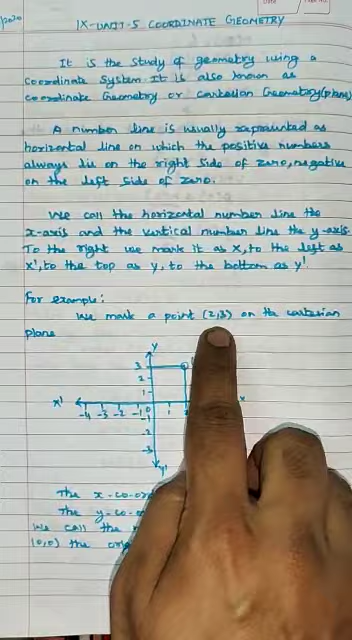 2020
Date
IX-UNIT-5 COORDINATE GEOMETRY
It is the study of geometry using a
coordinate system. It is also known as
coordinate Geometry or cartesian Geometry(plane)
A number line is usually represented as
horizontal line on which the positive numbers
always lie on the right side of zero, negative
on the left side of zero.
We call the horizontal number line the
x-axis and the vertical number line the y-axis.
To the right we mark it as X, to the left as
X', to the top as Y, to the bottom as Y'.
For example:
We mark a point (2,3) on the cartesian
plane
Y
3
2
1
X' -4 -3 -2 -1 0 1 x
-1
-2
-3
Y'
The x-co-or
The y-co-o
We call the
(0,0) the